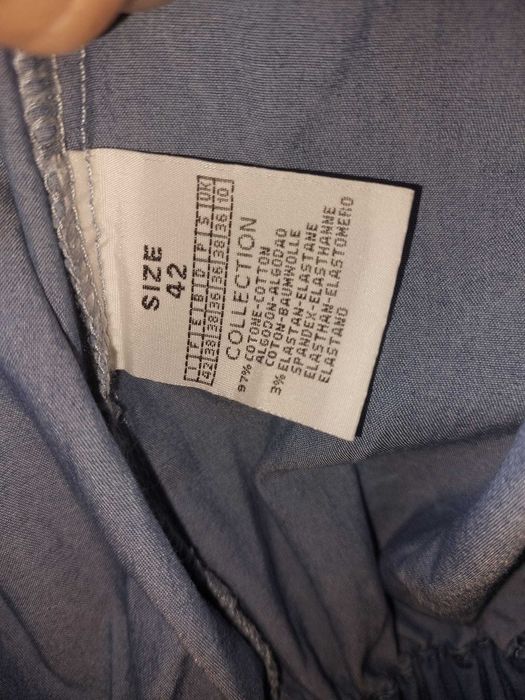 SIZE
42
I F E B D P S UK
42 38 38 36 36 38 36 10
COLLECTION
97% COTONE-COTTON
ALGODON-ALGODAO
COTON-BAUMWOLLE
3% ELASTAN-ELASTANE
SPANDEX-ELASTHANNE
ELASTHAN-ELASTOMERO
ELASTANO